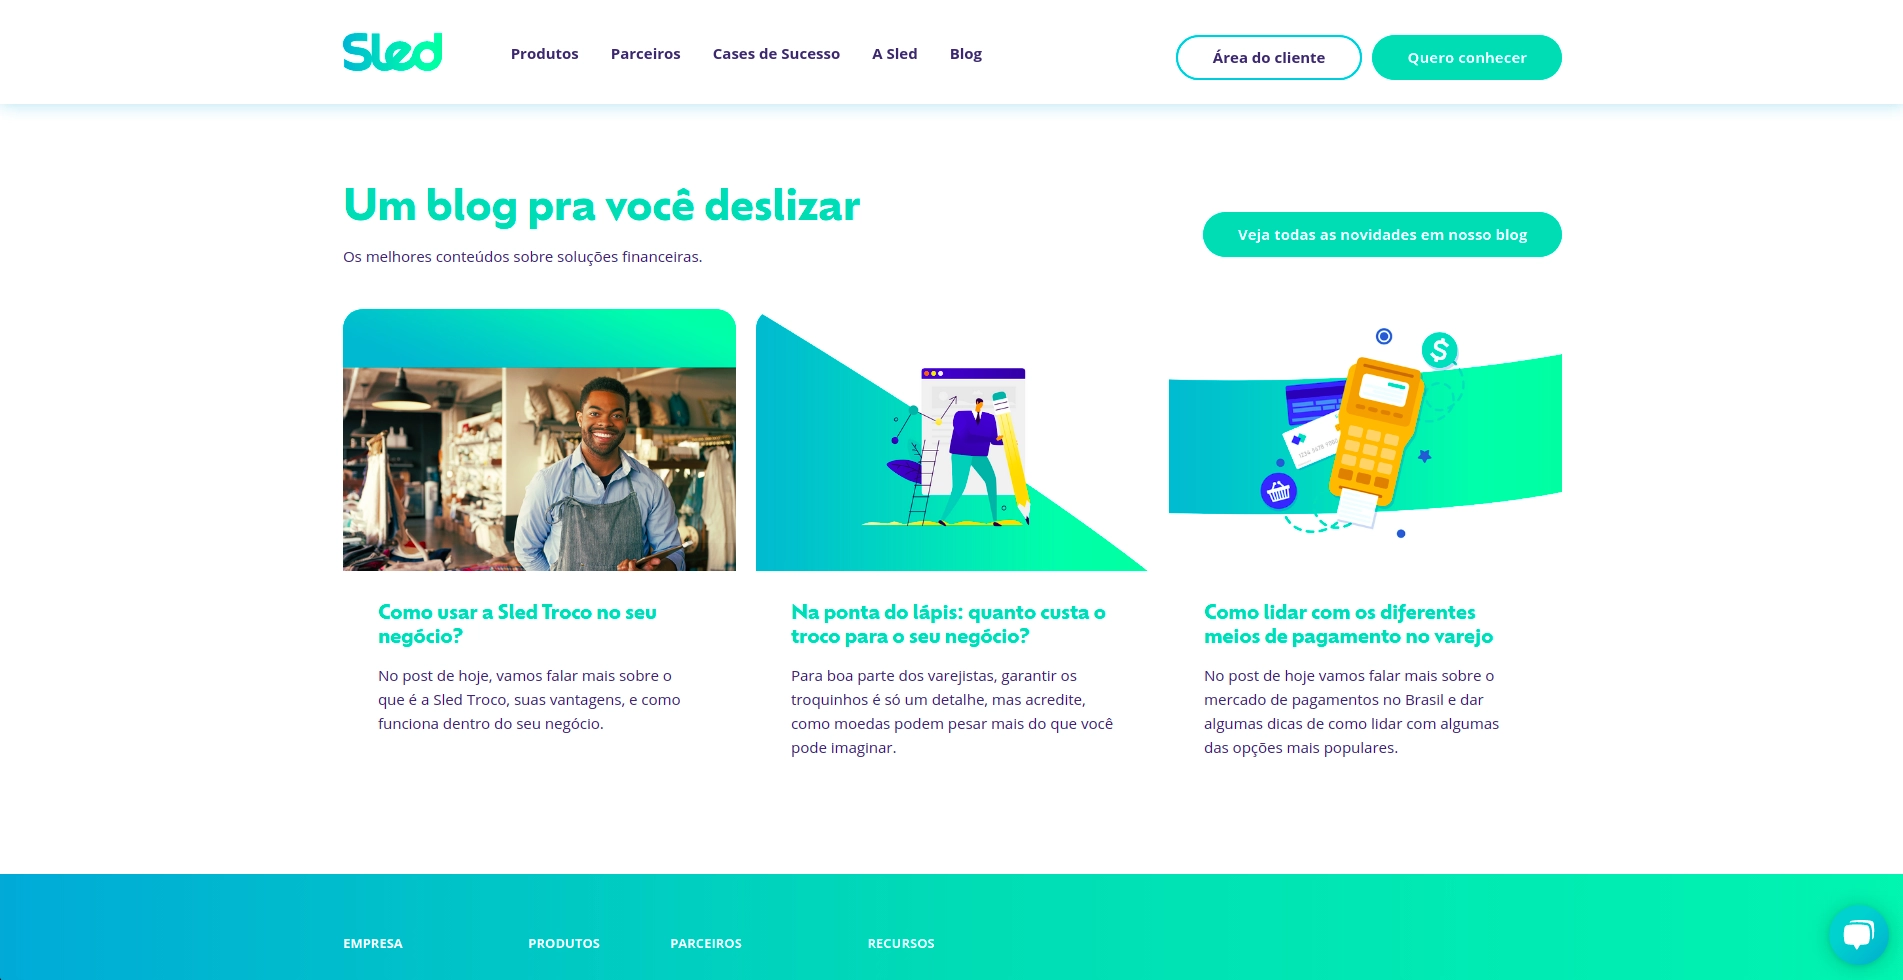 Sled
Produtos
Parceiros
Cases de Sucesso
A Sled
Blog
Área do cliente
Quero conhecer
Um blog pra você deslizar
Os melhores conteúdos sobre soluções financeiras.
Veja todas as novidades em nosso blog
Como usar a Sled Troco no seu
negócio?
No post de hoje, vamos falar mais sobre o
que é a Sled Troco, suas vantagens, e como
funciona dentro do seu negócio.
Na ponta do lápis: quanto custa o
troco para o seu negócio?
Para boa parte dos varejistas, garantir os
troquinhos é só um detalhe, mas acredite,
como moedas podem pesar mais do que você
pode imaginar.
$
Como lidar com os diferentes
meios de pagamento no varejo
No post de hoje vamos falar mais sobre o
mercado de pagamentos no Brasil e dar
algumas dicas de como lidar com algumas
das opções mais populares.
EMPRESA
PRODUTOS
PARCEIROS
RECURSOS